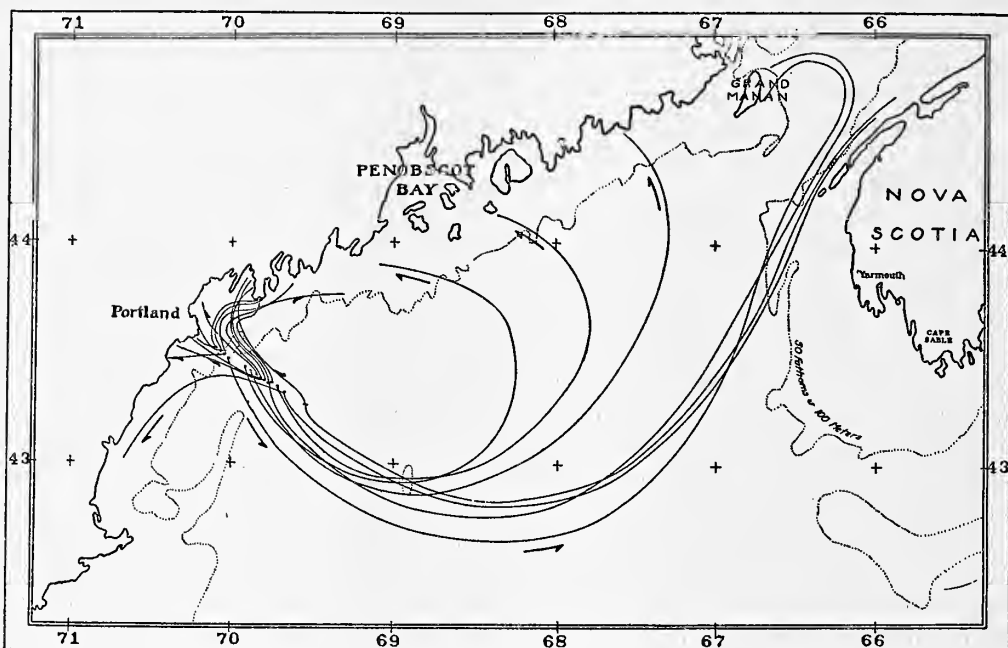 71 70 69 68 67 66
GRAND
MANAN
PENOBSCOT
BAY
NOVA
SCOTIA
44 44
Yarmouth
Portland
CAPE
SABLE
50 Fathoms or 100 Meters
43 43
71 70 69 68 67 66